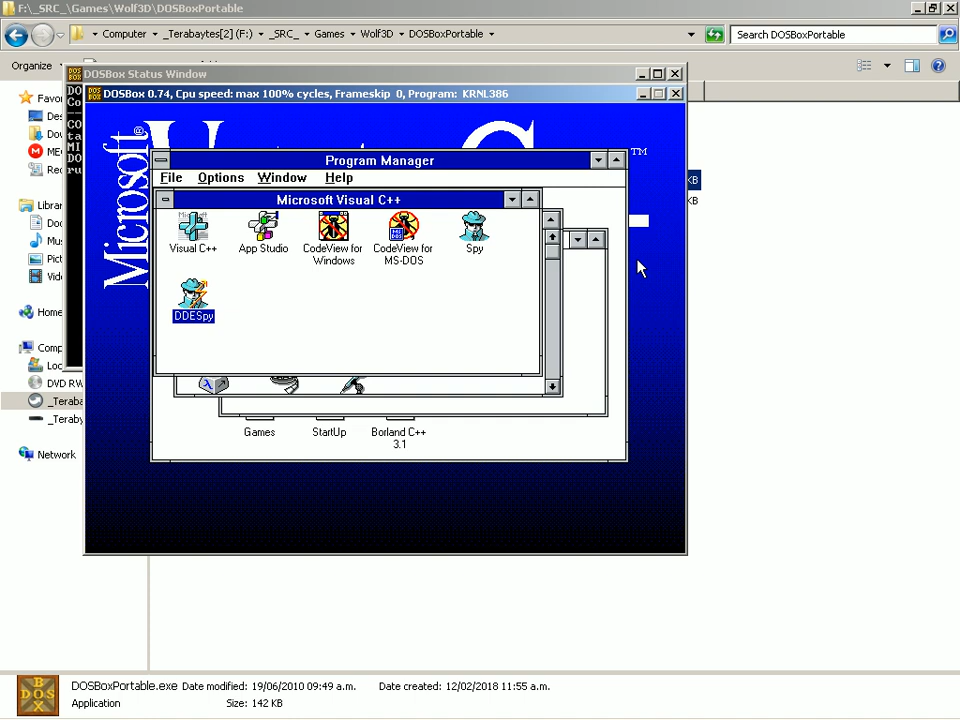 F:\_SRC_\Games\Wolf3D\DOSBoxPortable
Computer
_Terabaytes[2] (F:)
_SRC_
Games
Wolf3D
DOSBoxPortable
Search DOSBoxPortable
Organize
DOSBox Status Window
DOSBox 0.74, Cpu speed: max 100% cycles, Frameskip 0, Program: KRNL386
Microsoft
TM
Program Manager
File Options Window Help
Microsoft Visual C++
Visual C++
App Studio
CodeView for
Windows
CodeView for
MS-DOS
Spy
DDESpy
Games
StartUp
Borland C++
3.1
KB
KB
Favo
Des
Dov
ME
Rec
Librar
Doc
Mus
Pict
Vide
Home
Comp
Loc
DVD RW
_Teraba
_Teraby
Network
DOSBoxPortable.exe Date modified: 19/06/2010 09:49 a.m. Date created: 12/02/2018 11:55 a.m.
Application Size: 142 KB